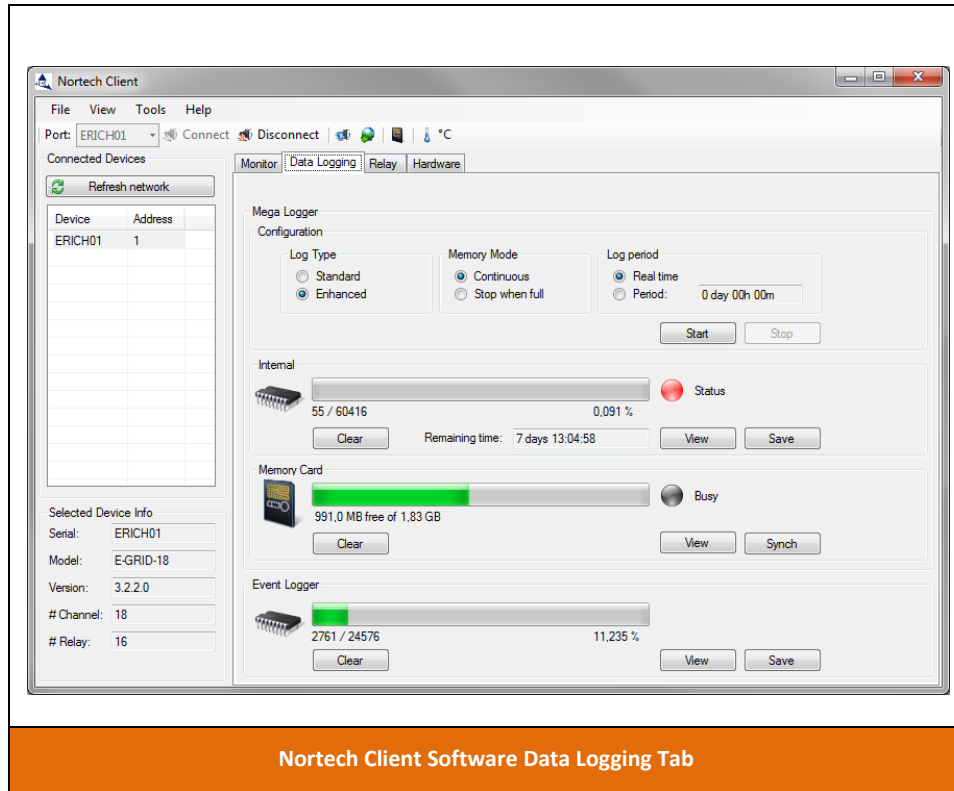 Nortech Client
File View Tools Help
Port: ERICH01 Connect Disconnect °C
Connected Devices
Refresh network
Device Address
ERICH01 1
Selected Device Info
Serial: ERICH01
Model: E-GRID-18
Version: 3.2.2.0
# Channel: 18
# Relay: 16
Monitor Data Logging Relay Hardware
Mega Logger
Configuration
Log Type
Standard
Enhanced
Memory Mode
Continuous
Stop when full
Log period
Real time
Period: 0 day 00h 00m
Start Stop
Internal
Status
55 / 60416 0,091 %
Clear Remaining time: 7 days 13:04:58 View Save
Memory Card
Busy
991,0 MB free of 1,83 GB
Clear View Synch
Event Logger
2761 / 24576 11,235 %
Clear View Save
Nortech Client Software Data Logging Tab